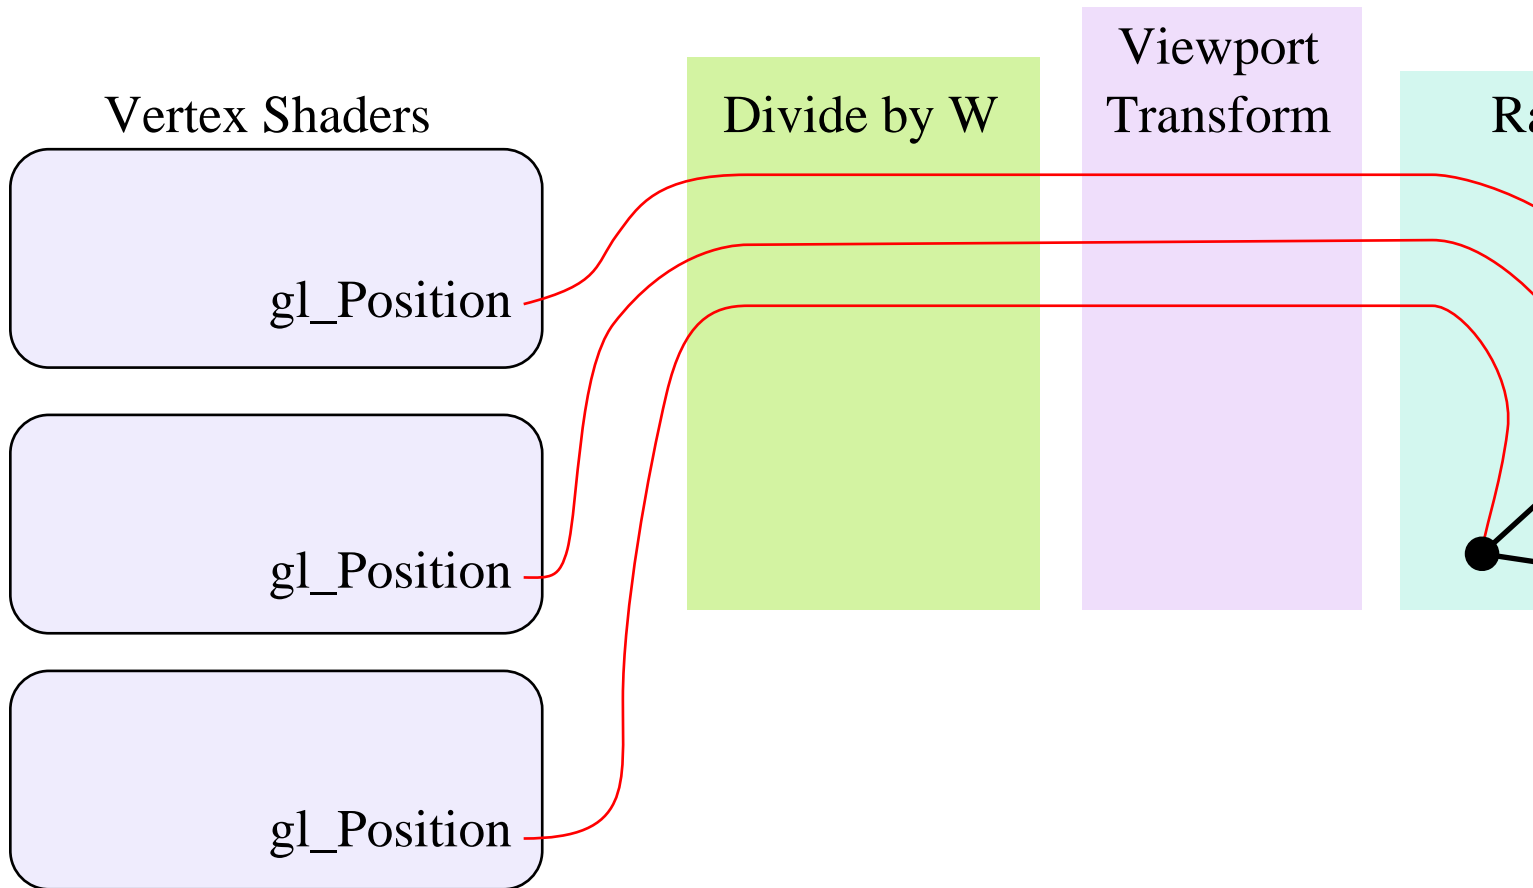 Vertex Shaders
Divide by W
Viewport
Transform
gl_Position
gl_Position
gl_Position